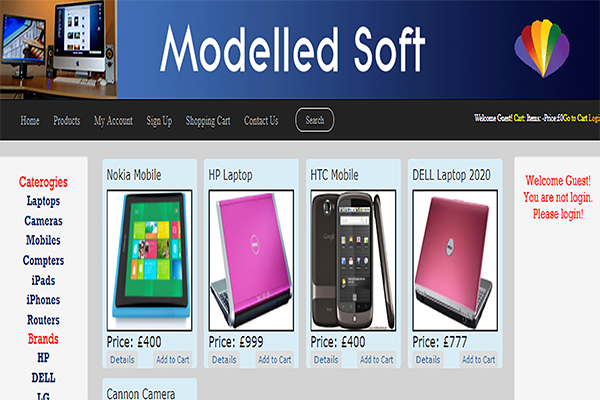 Modelled Soft
Home Products My Account Sign Up Shopping Cart Contact Us Search
Welcome Guest! Cart: Items: -Price:£0Go to Cart Logi
Caterogies
Laptops
Cameras
Mobiles
Compters
iPads
iPhones
Routers
Brands
HP
DELL
LG
Nokia Mobile
Price: £400
Details Add to Cart
HP Laptop
DELL
Price: £999
Details Add to Cart
HTC Mobile
Google
Price: £400
Details Add to Cart
DELL Laptop 2020
DELL
Price: £777
Details Add to Cart
Cannon Camera
Welcome Guest!
You are not login.
Please login!